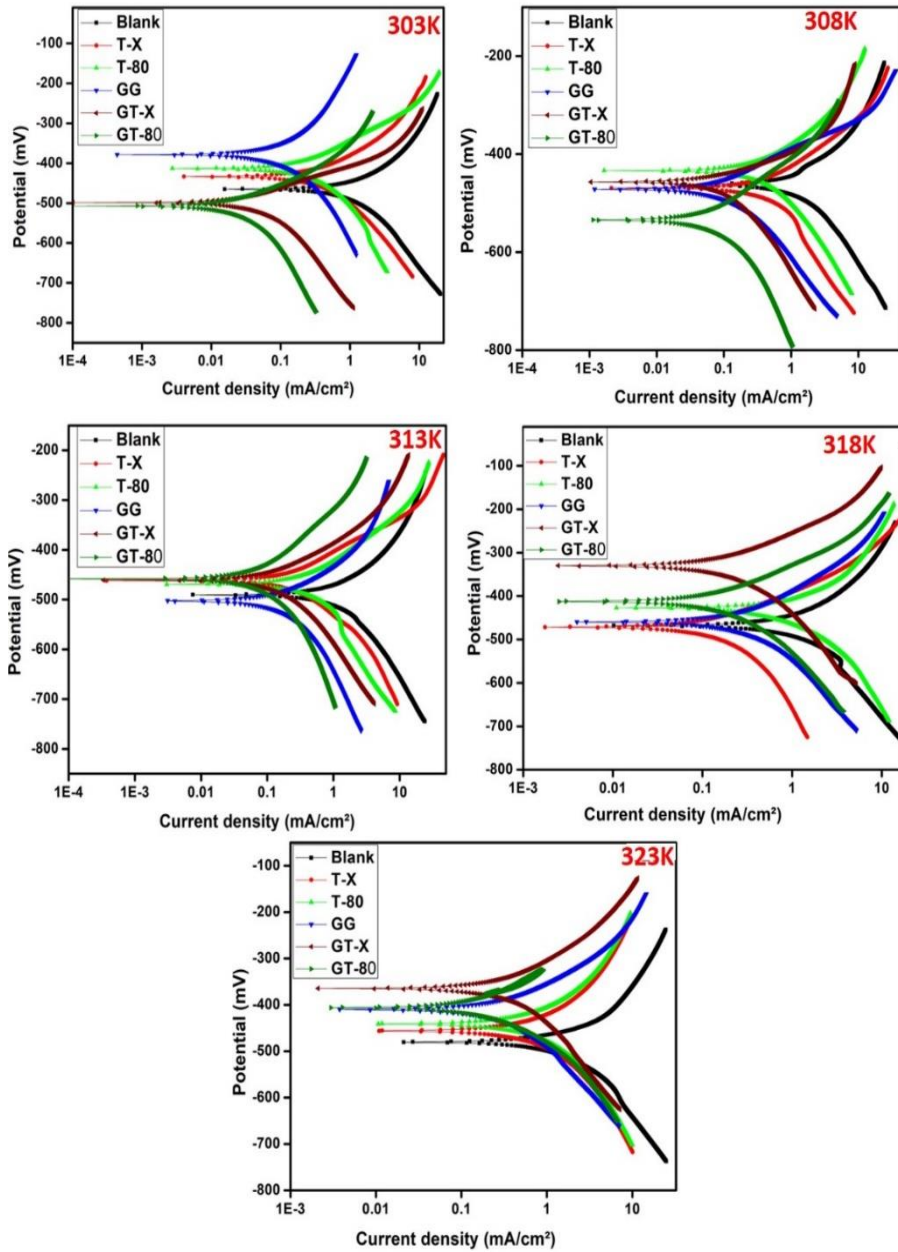 303K
Blank
T-X
T-80
GG
GT-X
GT-80
Potential (mV)
-100
-200
-300
-400
-500
-600
-700
-800
1E-4 1E-3 0.01 0.1 1 10
Current density (mA/cm²)
308K
Blank
T-X
T-80
GG
GT-X
GT-80
Potential (mV)
-200
-400
-600
-800
1E-4 1E-3 0.01 0.1 1 10
Current density (mA/cm²)
313K
Blank
T-X
T-80
GG
GT-X
GT-80
Potential (mV)
-200
-300
-400
-500
-600
-700
-800
1E-4 1E-3 0.01 0.1 1 10
Current density (mA/cm²)
318K
Blank
T-X
T-80
GG
GT-X
GT-80
Potential (mV)
-100
-200
-300
-400
-500
-600
-700
-800
1E-3 0.01 0.1 1 10
Current density (mA/cm²)
323K
Blank
T-X
T-80
GG
GT-X
GT-80
Potential (mV)
-100
-200
-300
-400
-500
-600
-700
-800
1E-3 0.01 0.1 1 10
Current density (mA/cm²)